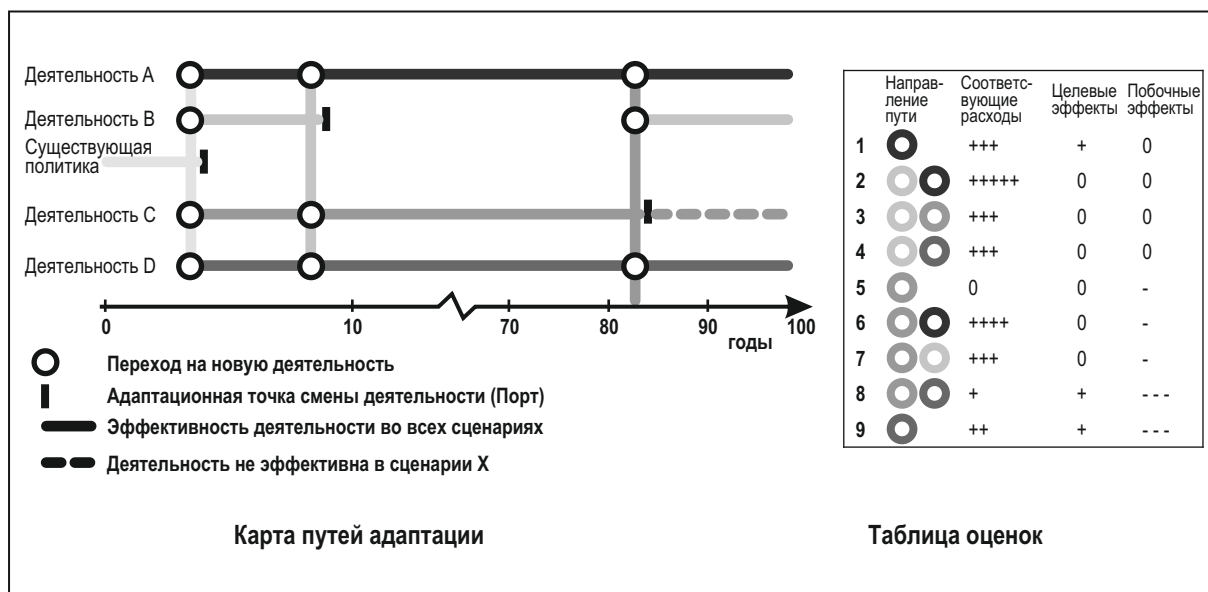 Деятельность A
Деятельность B
Существующая
политика
Деятельность C
Деятельность D
0
10
70
80
90
100
годы
Переход на новую деятельность
Адаптационная точка смены деятельности (Порт)
Эффективность деятельности во всех сценариях
Деятельность не эффективна в сценарии X
Карта путей адаптации
Направ-
ление
пути
Соответс-
вующие
расходы
Целевые
эффекты
Побочные
эффекты
1 +++ + 0
2 +++++ 0 0
3 +++ 0 0
4 +++ 0 0
5 0 0 -
6 ++++ 0 -
7 +++ 0 -
8 + + - - -
9 ++ + - - -
Таблица оценок